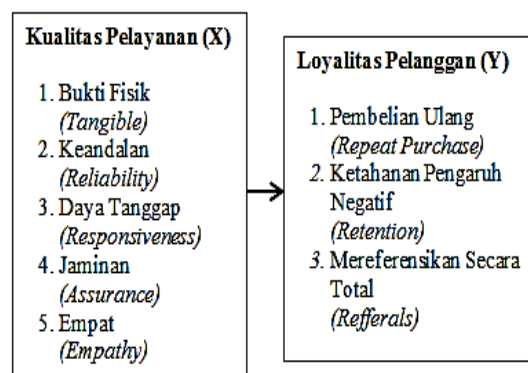 Kualitas Pelayanan (X)
1. Bukti Fisik
(Tangible)
2. Keandalan
(Reliability)
3. Daya Tanggap
(Responsiveness)
4. Jaminan
(Assurance)
5. Empat
(Empathy)
Loyalitas Pelanggan (Y)
1. Pembelian Ulang
(Repeat Purchase)
2. Ketahanan Pengaruh
Negatif
(Retention)
3. Mereferensikan Secara
Total
(Refferals)